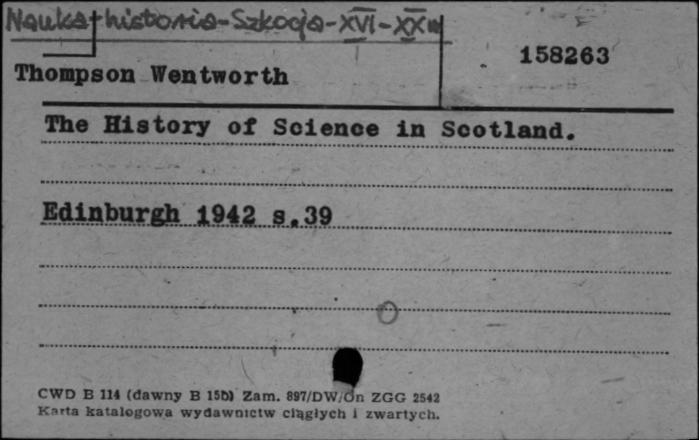 Nauka + historia - Szkocja - XVI - XX w
158263
Thompson Wentworth
The History of Science in Scotland.
Edinburgh 1942 s.39
CWD B 114 (dawny B 15b) Zam. 897/DW/Dn ZGG 2542
Karta katalogowa wydawnictw ciągłych i zwartych.